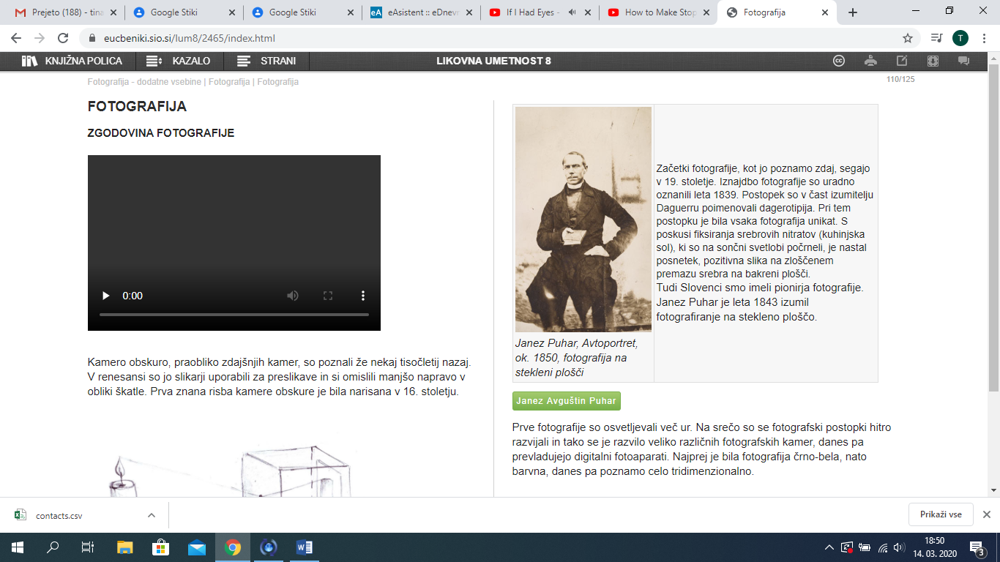 Prejeto (188) - tina
Google Stiki
Google Stiki
eAsistent :: eDnevn
If I Had Eyes -
How to Make Stop
Fotografija
eucbeniki.sio.si/lum8/2465/index.html
T
KNJIŽNA POLICA
KAZALO
STRANI
LIKOVNA UMETNOST 8
Fotografija - dodatne vsebine | Fotografija | Fotografija
110/125
FOTOGRAFIJA
ZGODOVINA FOTOGRAFIJE
0:00
Kamero obskuro, praobliko zdajšnjih kamer, so poznali že nekaj tisočletij nazaj.
V renesansi so jo slikarji uporabili za preslikave in si omislili manjšo napravo v
obliki škatle. Prva znana risba kamere obskure je bila narisana v 16. stoletju.
Janez Puhar, Avtoportret,
ok. 1850, fotografija na
stekleni plošči
Začetki fotografije, kot jo poznamo zdaj, segajo
v 19. stoletje. Iznajdbo fotografije so uradno
oznanili leta 1839. Postopek so v čast izumitelju
Daguerru poimenovali dagerotipija. Pri tem
postopku je bila vsaka fotografija unikat. S
poskusi fiksiranja srebrovih nitratov (kuhinjska
sol), ki so na sončni svetlobi počrneli, je nastal
posnetek, pozitivna slika na zloščenem
premazu srebra na bakreni plošči.
Tudi Slovenci smo imeli pionirja fotografije.
Janez Puhar je leta 1843 izumil
fotografiranje na stekleno ploščo.
Janez Avguštin Puhar
Prve fotografije so osvetljevali več ur. Na srečo so se fotografski postopki hitro
razvijali in tako se je razvilo veliko različnih fotografskih kamer, danes pa
prevladujejo digitalni fotoaparati. Najprej je bila fotografija črno-bela, nato
barvna, danes pa poznamo celo tridimenzionalno.
contacts.csv
Prikaži vse
18:50
14. 03. 2020
3